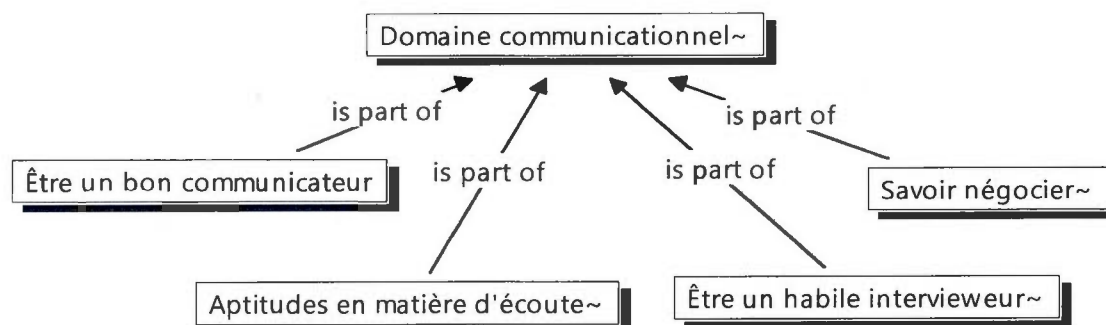 Domaine communicationnel~
is part of
is part of
is part of
is part of
Être un bon communicateur
Savoir négocier~
Aptitudes en matière d'écoute~
Être un habile intervieweur~